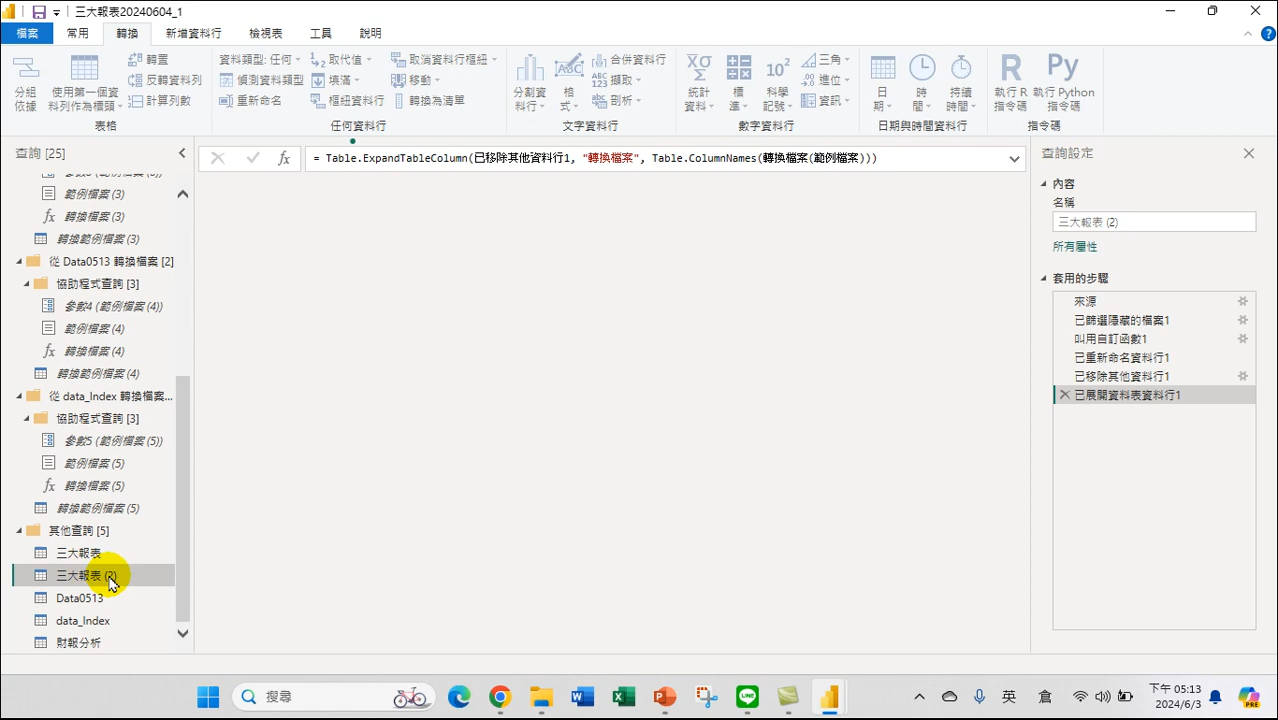 三大報表20240604_1
檔案 常用 轉換 新增資料行 檢視表 工具 說明
分組依據
使用第一個資料列作為標頭
轉置
反轉資料列
計算列數
表格
資料類型: 任何
偵測資料類型
重新命名
取代值
填滿
樞紐資料行
取消資料行樞紐
移動
轉換為清單
任何資料行
分割資料行
格式
合併資料行
擷取
剖析
文字資料行
統計資料
標準
科學記號
三角
進位
資訊
數字資料行
日期
時間
持續時間
日期與時間資料行
執行 R 指令碼
執行 Python 指令碼
指令碼
查詢 [25]
= Table.ExpandTableColumn(已移除其他資料行1, "轉換檔案", Table.ColumnNames(轉換檔案(範例檔案)))
範例檔案 (3)
轉換檔案 (3)
轉換範例檔案 (3)
從 Data0513 轉換檔案 [2]
協助程式查詢 [3]
參數4 (範例檔案 (4))
範例檔案 (4)
轉換檔案 (4)
轉換範例檔案 (4)
從 data_Index 轉換檔案...
協助程式查詢 [3]
參數5 (範例檔案 (5))
範例檔案 (5)
轉換檔案 (5)
轉換範例檔案 (5)
其他查詢 [5]
三大報表
三大報表 (2)
Data0513
data_Index
財報分析
查詢設定
內容
名稱
三大報表 (2)
所有屬性
套用的步驟
來源
已篩選隱藏的檔案1
叫用自訂函數1
已重新命名資料行1
已移除其他資料行1
已展開資料表資料行1
搜尋
英
倉
下午 05:13
2024/6/3
PRE